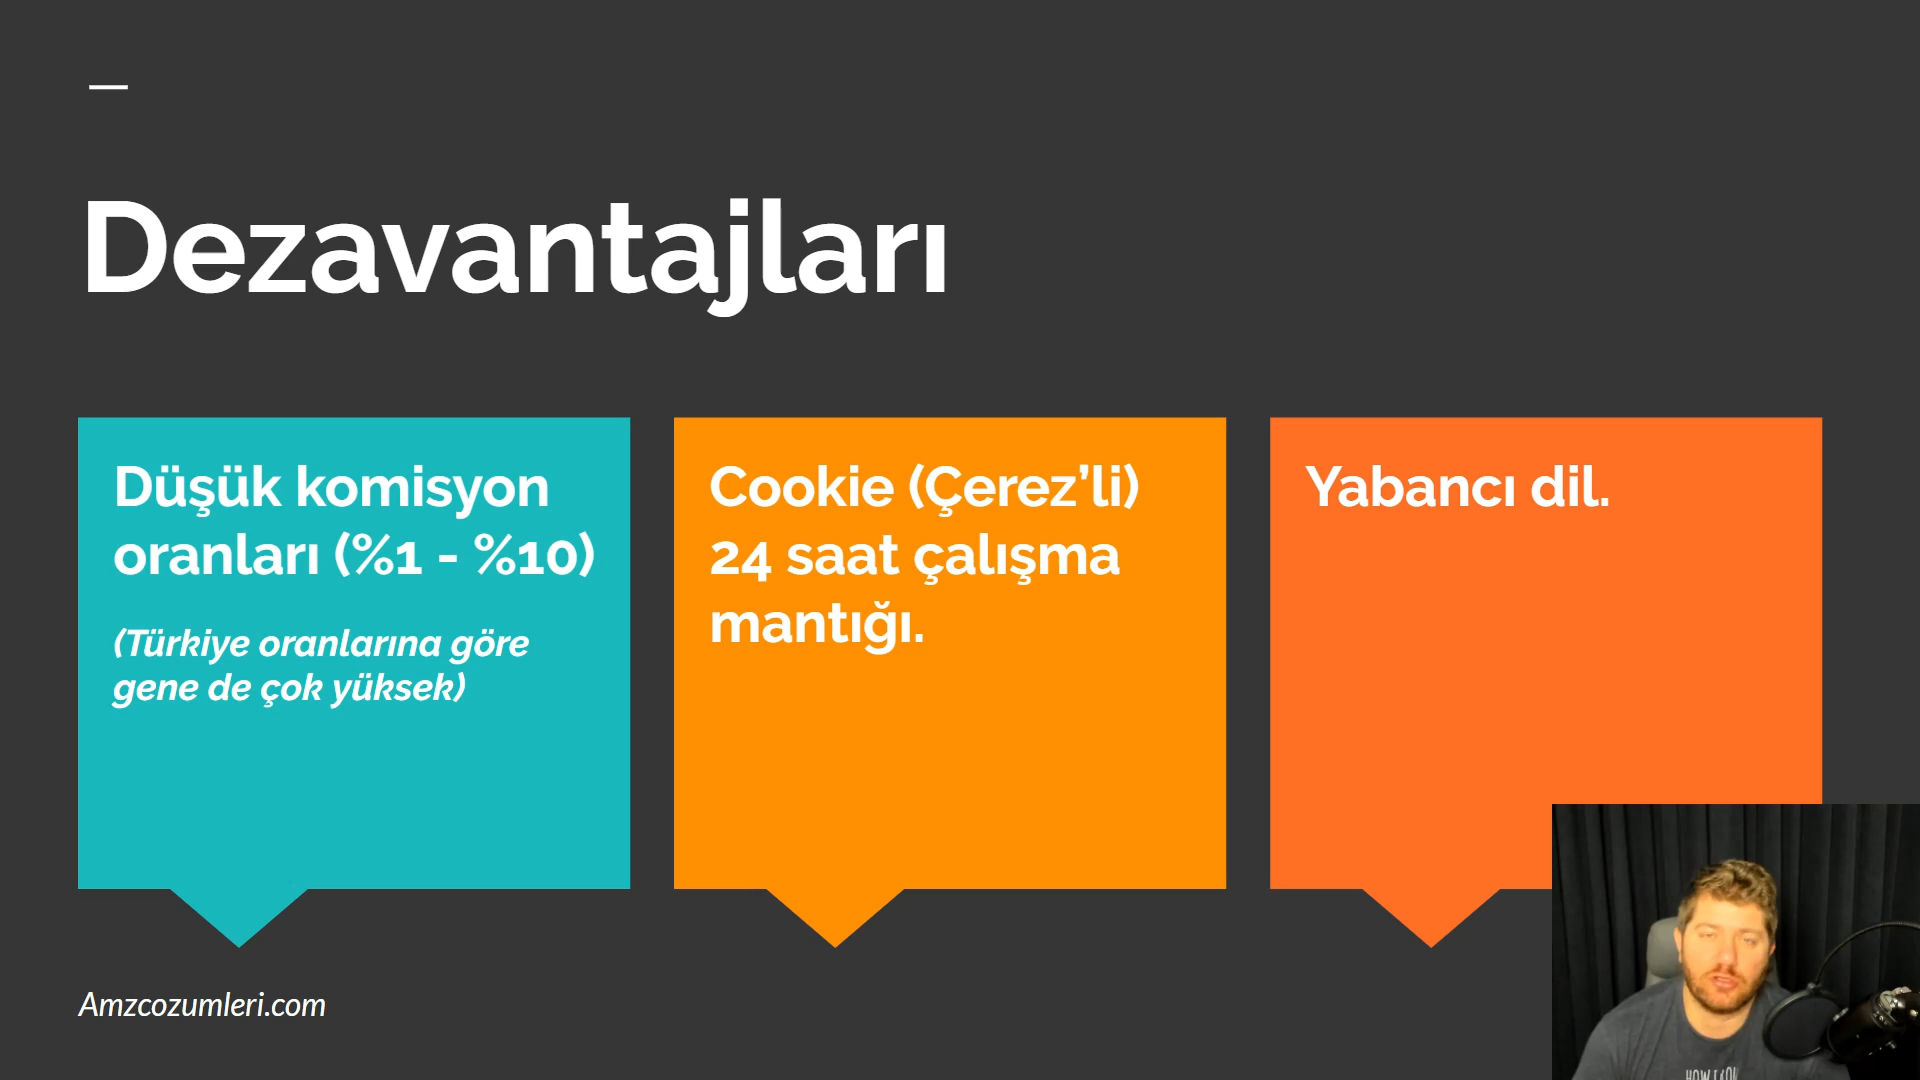 Dezavantajları
Düşük komisyon
oranları (%1 - %10)
(Türkiye oranlarına göre
gene de çok yüksek)
Cookie (Çerez’li)
24 saat çalışma
mantığı.
Yabancı dil.
Amzcozumleri.com